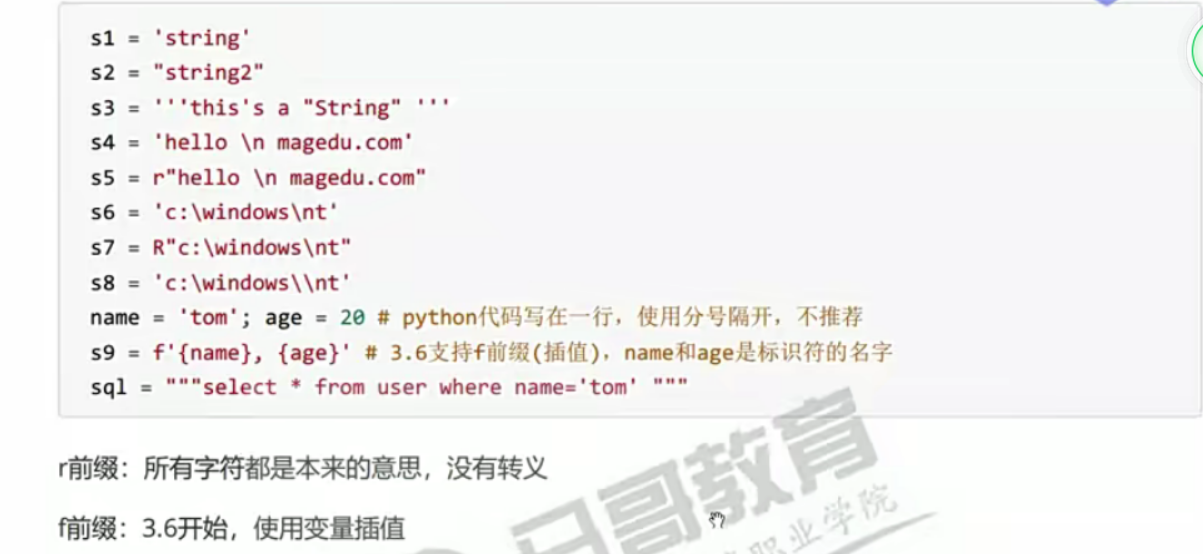 s1 = 'string'
s2 = "string2"
s3 = '''this's a "String" '''
s4 = 'hello \n magedu.com'
s5 = r"hello \n magedu.com"
s6 = 'c:\windows\nt'
s7 = R"c:\windows\nt"
s8 = 'c:\windows\\nt'
name = 'tom'; age = 20 # python代码写在一行，使用分号隔开，不推荐
s9 = f'{name}, {age}' # 3.6支持f前缀(插值)，name和age是标识符的名字
sql = """select * from user where name='tom' """
r前缀：所有字符都是本来的意思，没有转义
f前缀：3.6开始，使用变量插值
哥教育
职业学院